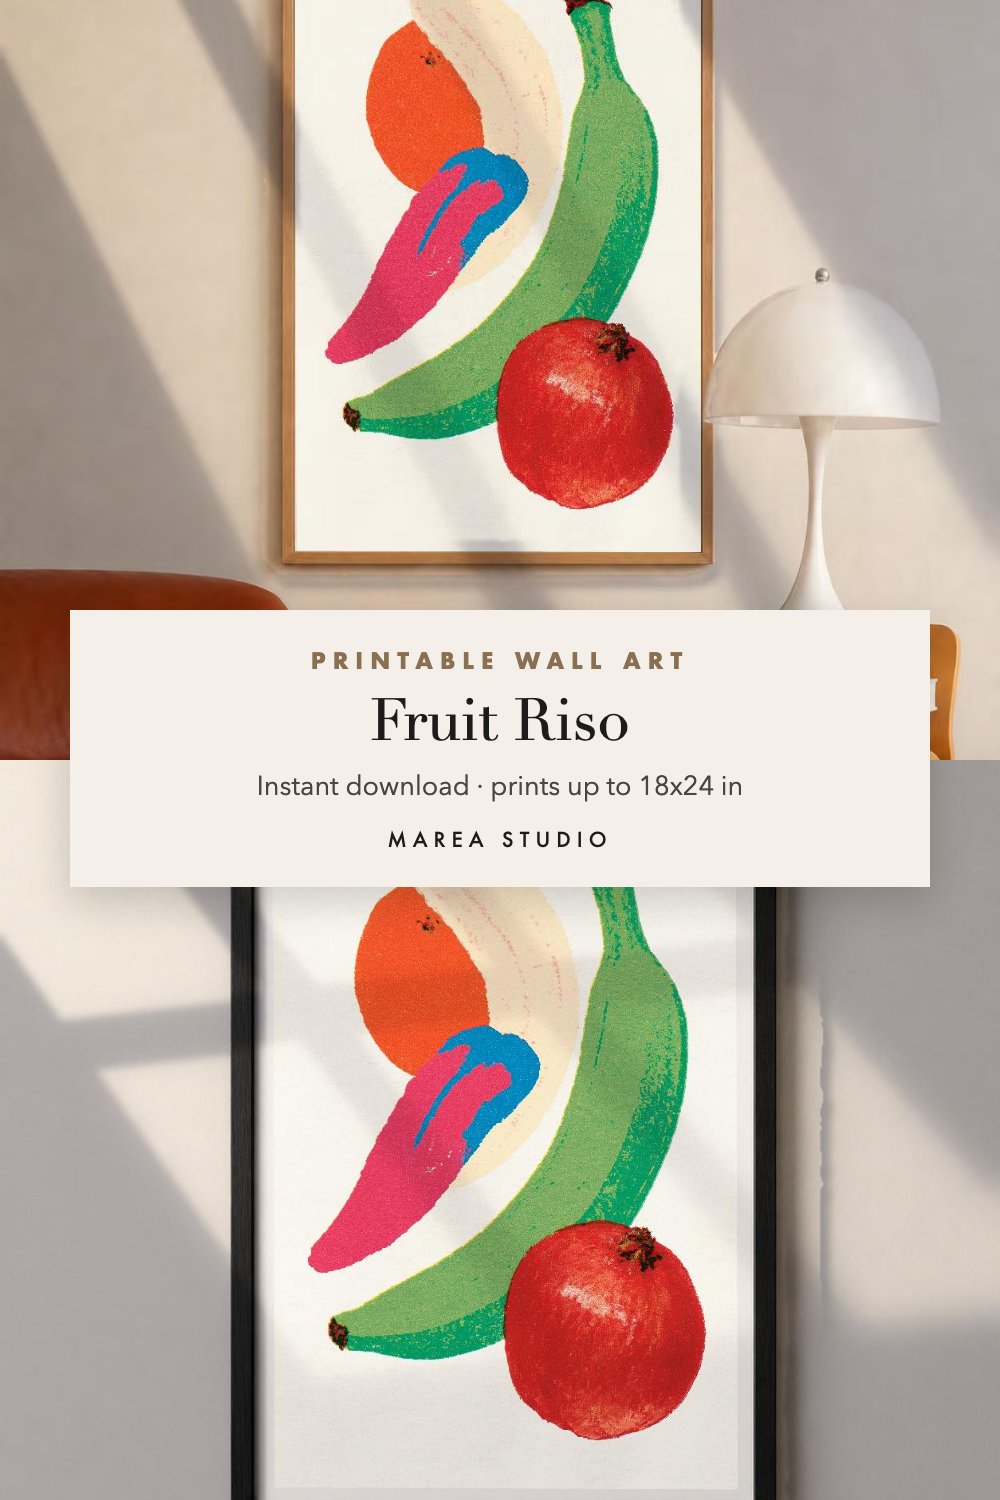 PRINTABLE WALL ART
Fruit Riso
Instant download · prints up to 18x24 in
MAREA STUDIO